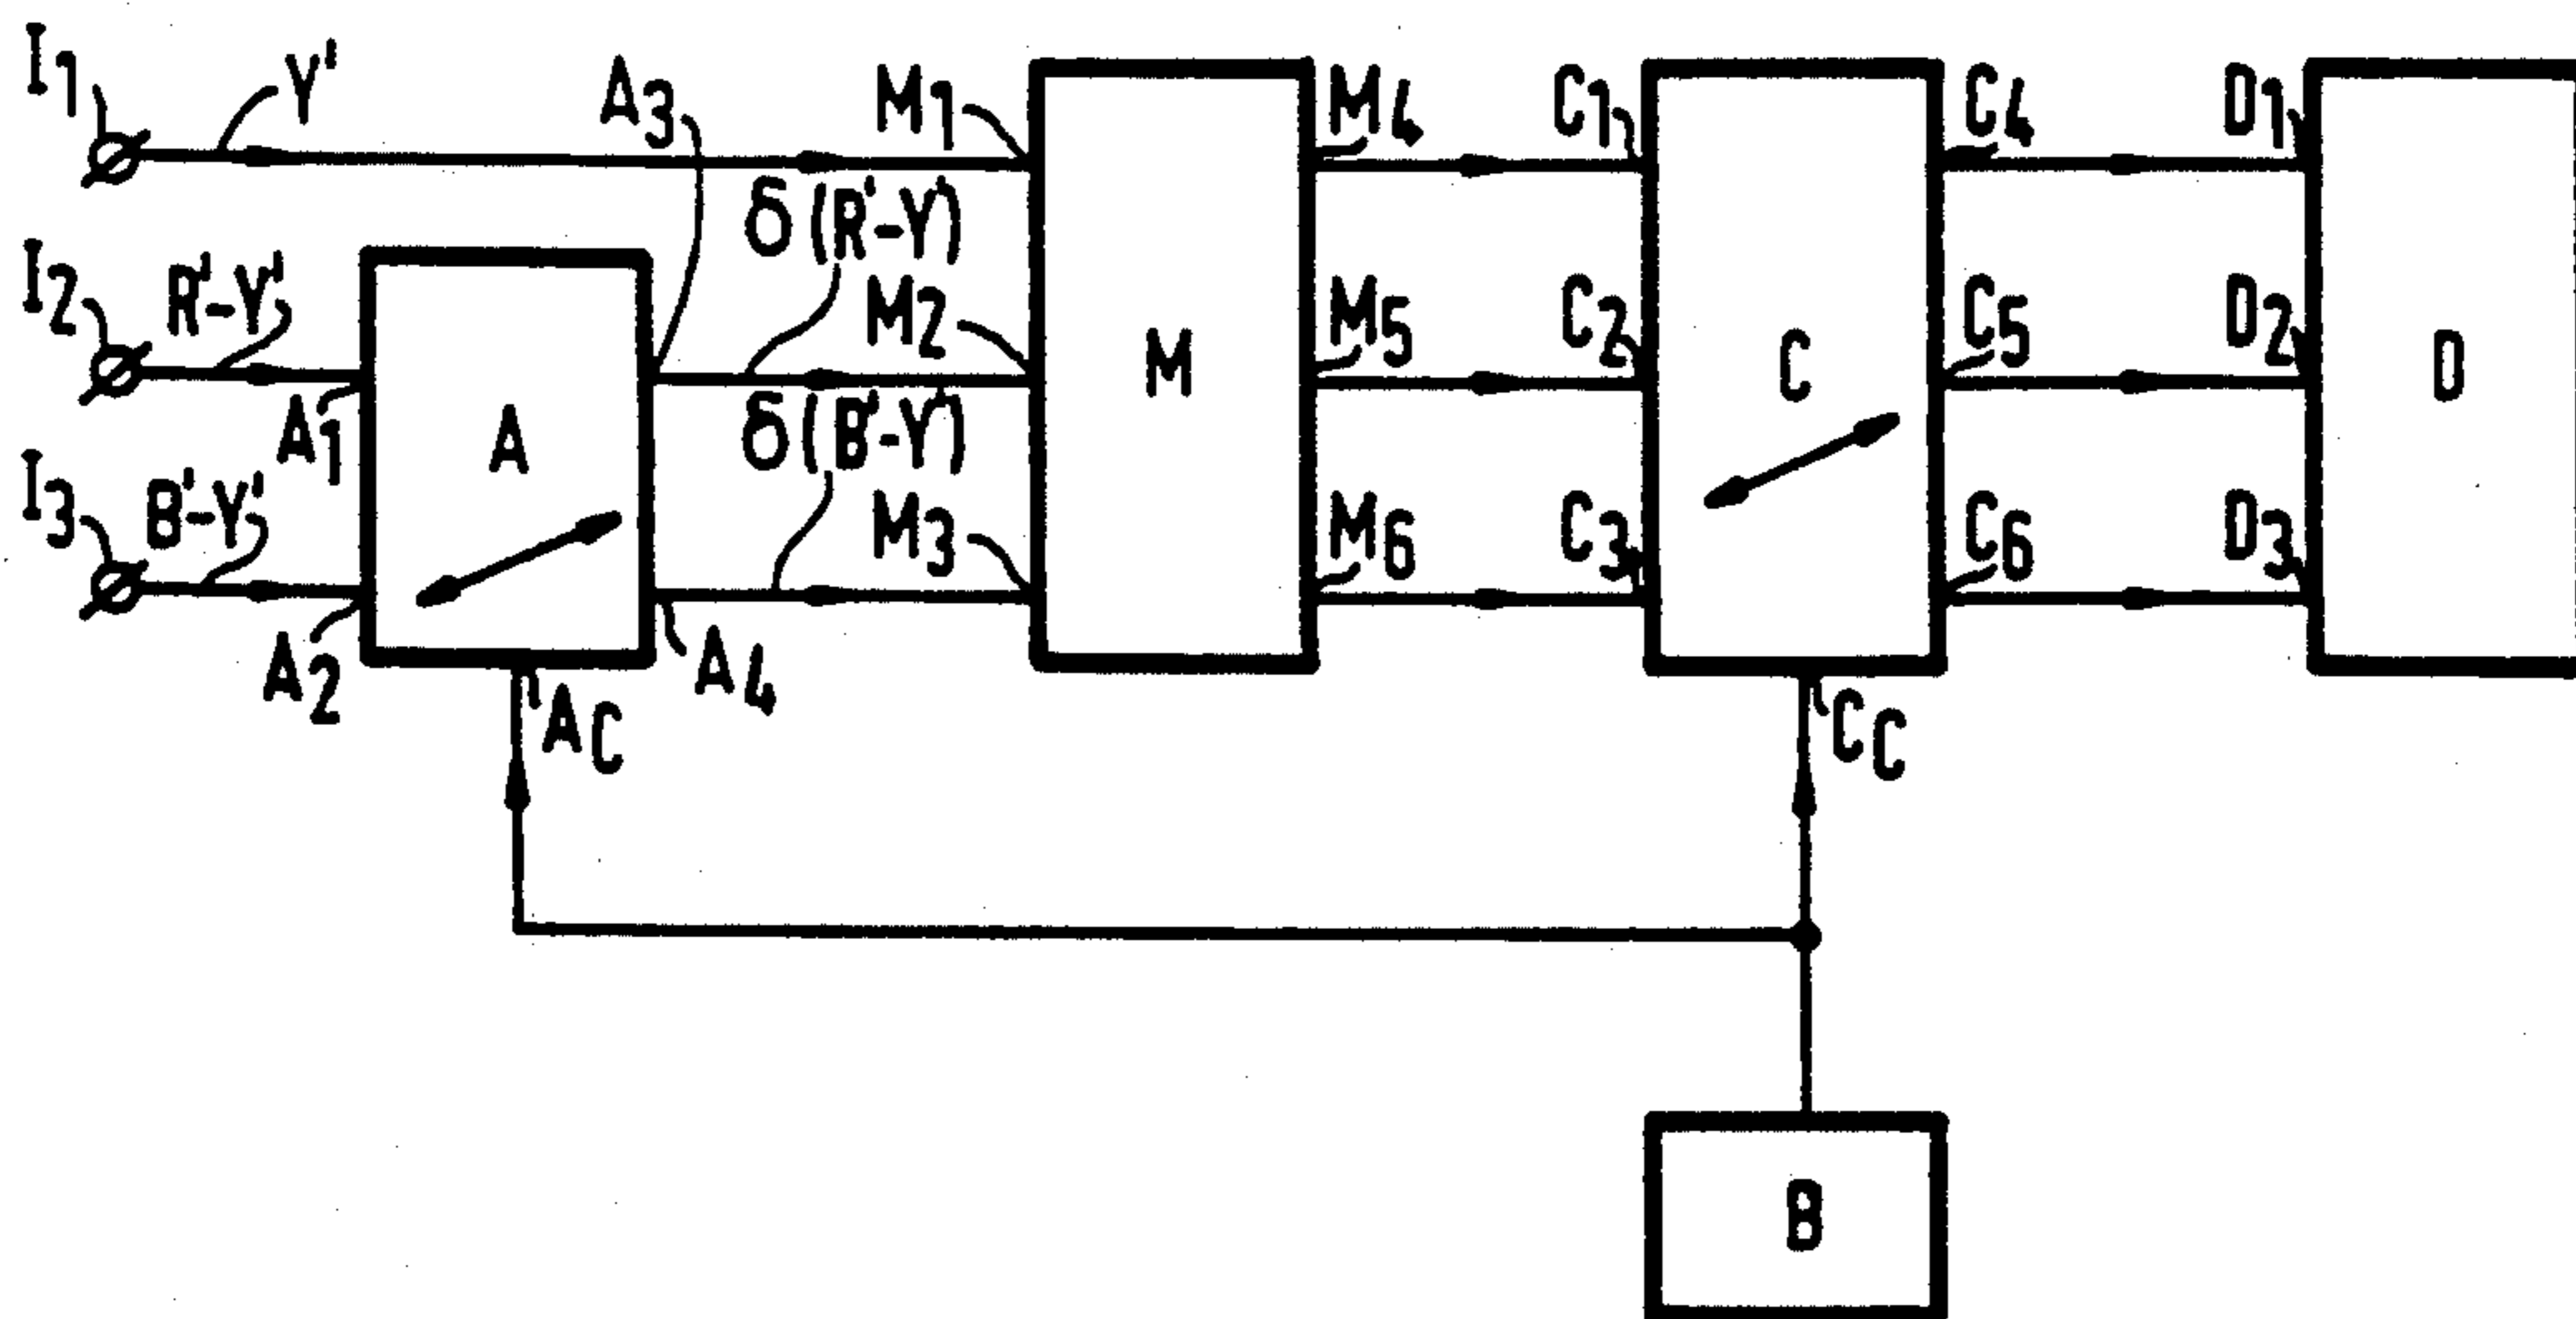 I1 Y' A3 M1 M4 C1 C4 D1
δ(R'-Y')
I2 R'-Y' M2 M5 C2 C5 D2
A1 A M C D
δ(B'-Y')
I3 B'-Y' M3 M6 C3 C6 D3
A2 A4
AC CC
B